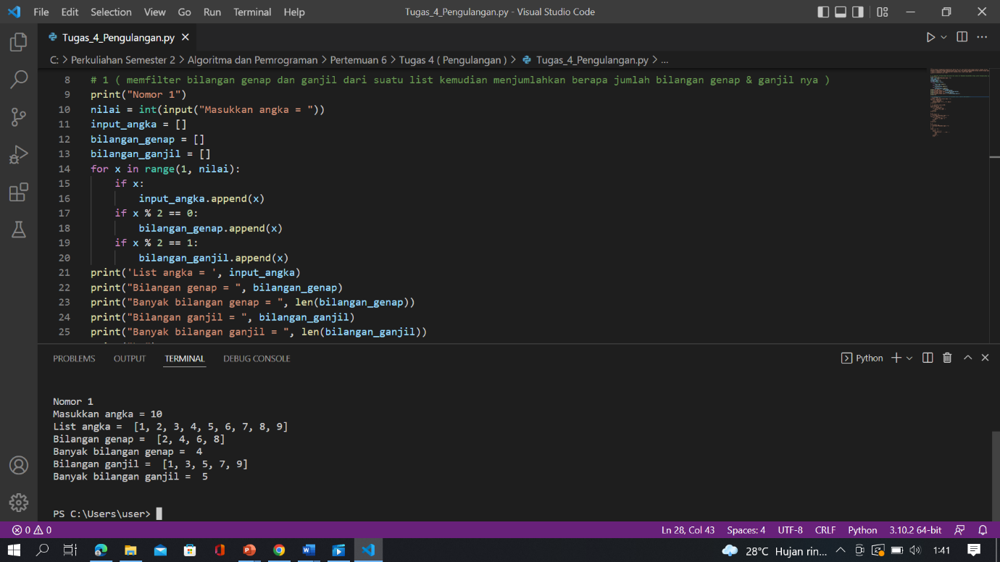 File Edit Selection View Go Run Terminal Help Tugas_4_Pengulangan.py - Visual Studio Code
Tugas_4_Pengulangan.py
C: > Perkuliahan Semester 2 > Algoritma dan Pemrograman > Pertemuan 6 > Tugas 4 ( Pengulangan ) > Tugas_4_Pengulangan.py > ...
8 # 1 ( memfilter bilangan genap dan ganjil dari suatu list kemudian menjumlahkan berapa jumlah bilangan genap & ganjil nya )
9 print("Nomor 1")
10 nilai = int(input("Masukkan angka = "))
11 input_angka = []
12 bilangan_genap = []
13 bilangan_ganjil = []
14 for x in range(1, nilai):
15 if x:
16 input_angka.append(x)
17 if x % 2 == 0:
18 bilangan_genap.append(x)
19 if x % 2 == 1:
20 bilangan_ganjil.append(x)
21 print('List angka = ', input_angka)
22 print("Bilangan genap = ", bilangan_genap)
23 print("Banyak bilangan genap = ", len(bilangan_genap))
24 print("Bilangan ganjil = ", bilangan_ganjil)
25 print("Banyak bilangan ganjil = ", len(bilangan_ganjil))
PROBLEMS OUTPUT TERMINAL DEBUG CONSOLE Python
Nomor 1
Masukkan angka = 10
List angka =  [1, 2, 3, 4, 5, 6, 7, 8, 9]
Bilangan genap =  [2, 4, 6, 8]
Banyak bilangan genap =  4
Bilangan ganjil =  [1, 3, 5, 7, 9]
Banyak bilangan ganjil =  5
PS C:\Users\user>
0 0 Ln 28, Col 43 Spaces: 4 UTF-8 CRLF Python 3.10.2 64-bit
28°C Hujan rin... 1:41